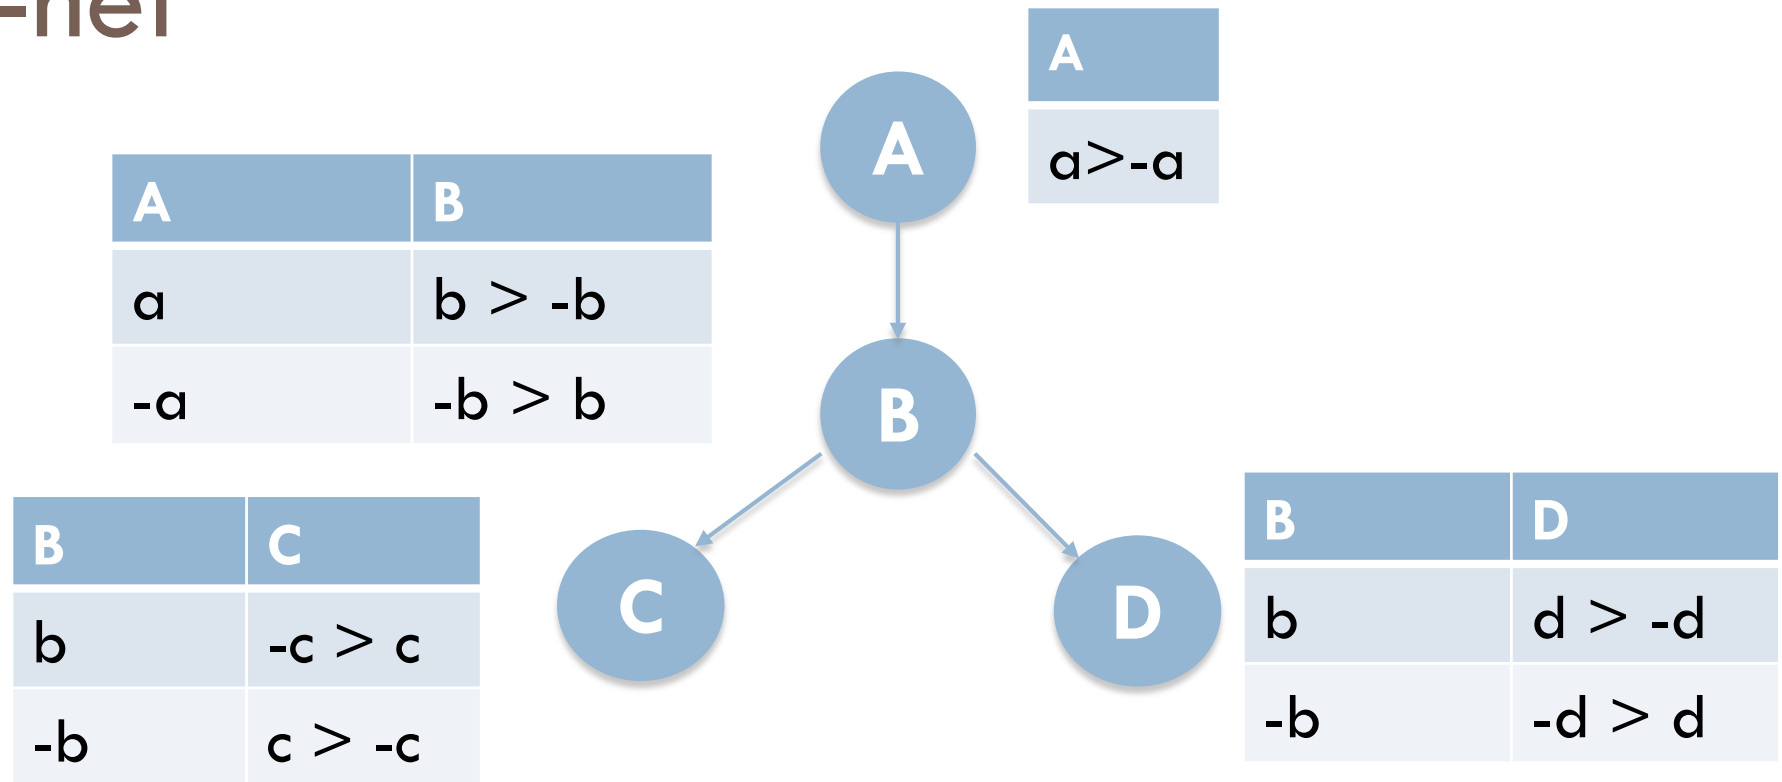 -net
A
a>-a
A
A B
a b > -b
-a -b > b
B
B C
b -c > c
-b c > -c
C
D
B D
b d > -d
-b -d > d